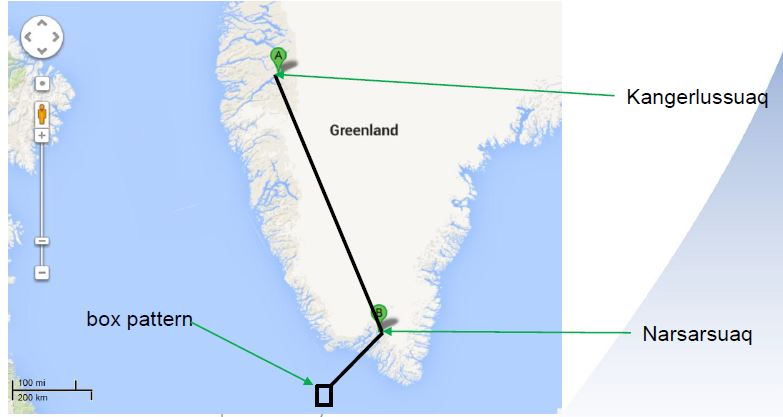 A
Kangerlussuaq
Greenland
B
box pattern
Narsarsuaq
100 mi
200 km